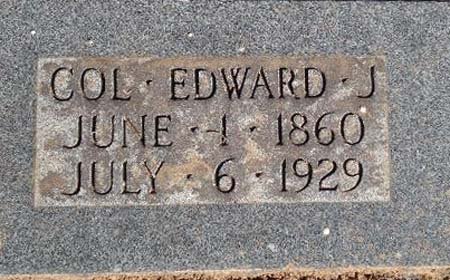 COL · EDWARD · J
JUNE · 1 · 1860
JULY · 6 · 1929